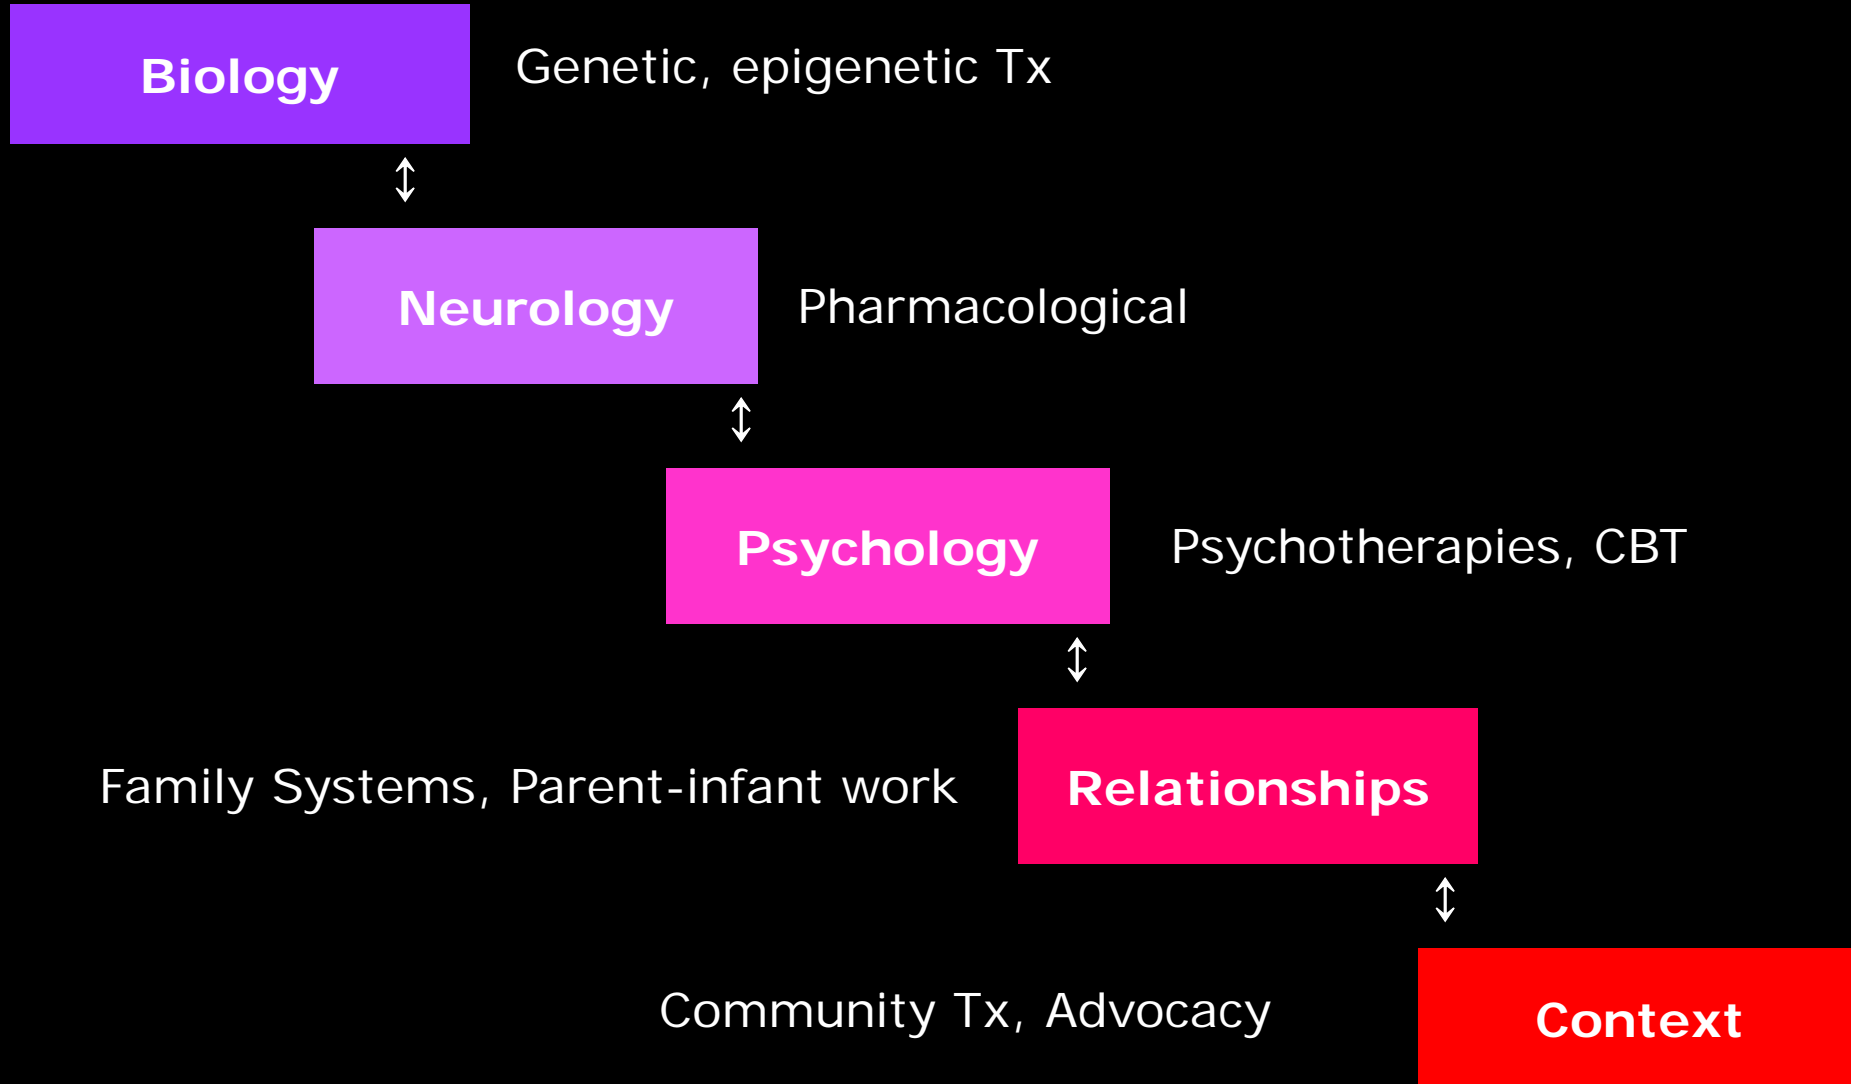 Biology
Genetic, epigenetic Tx
Neurology
Pharmacological
Psychology
Psychotherapies, CBT
Family Systems, Parent-infant work
Relationships
Community Tx, Advocacy
Context